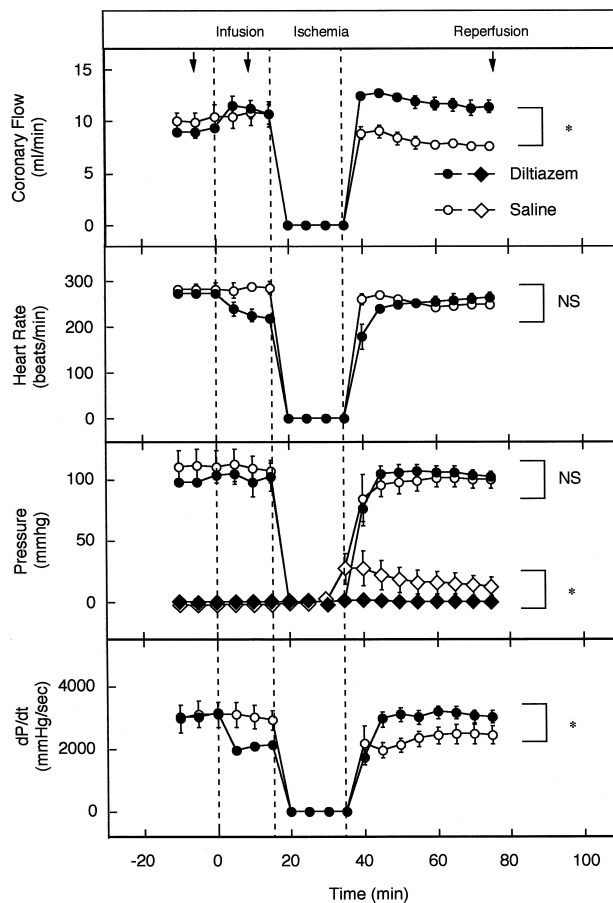 Infusion Ischemia Reperfusion
15
10
5
0
Coronary Flow
(ml/min)
*
Diltiazem
Saline
300
200
100
0
Heart Rate
(beats/min)
NS
100
50
0
Pressure
(mmhg)
NS
*
4000
2000
0
dP/dt
(mmHg/sec)
*
-20 0 20 40 60 80 100
Time (min)